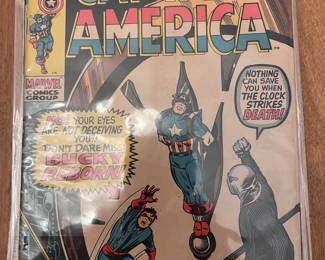 AMERICA
MARVEL
COMICS
GROUP
YES! YOUR EYES
ARE NOT DECEIVING
YOU!!
DON'T DARE MISS
BUCKY
REBORN!
NOTHING
CAN SAVE
YOU WHEN
THE CLOCK
STRIKES
DEATH!